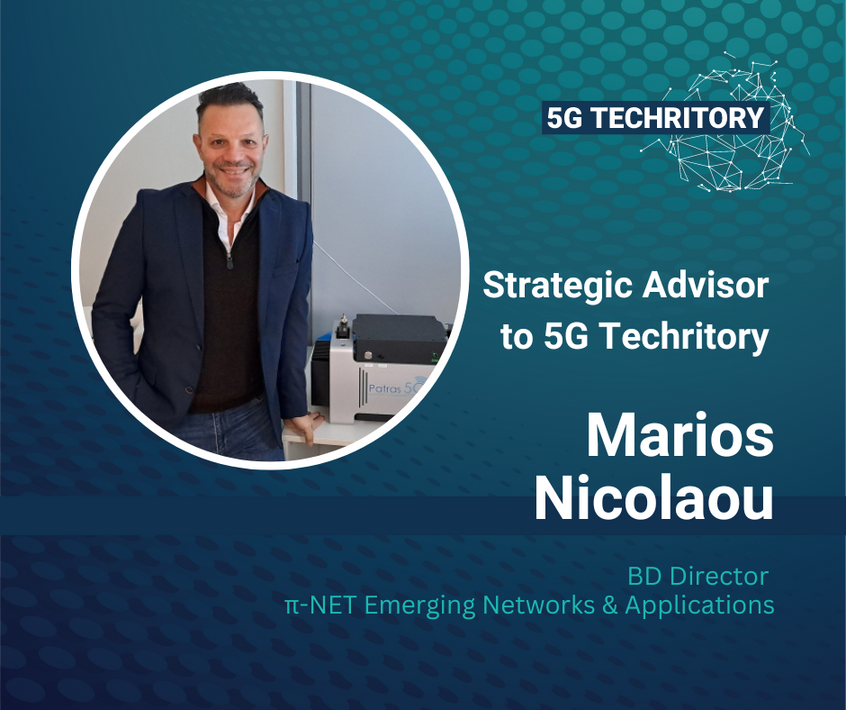 5G TECHRITORY
Strategic Advisor
to 5G Techritory
Patras 5G
Marios
Nicolaou
BD Director
π-NET Emerging Networks & Applications